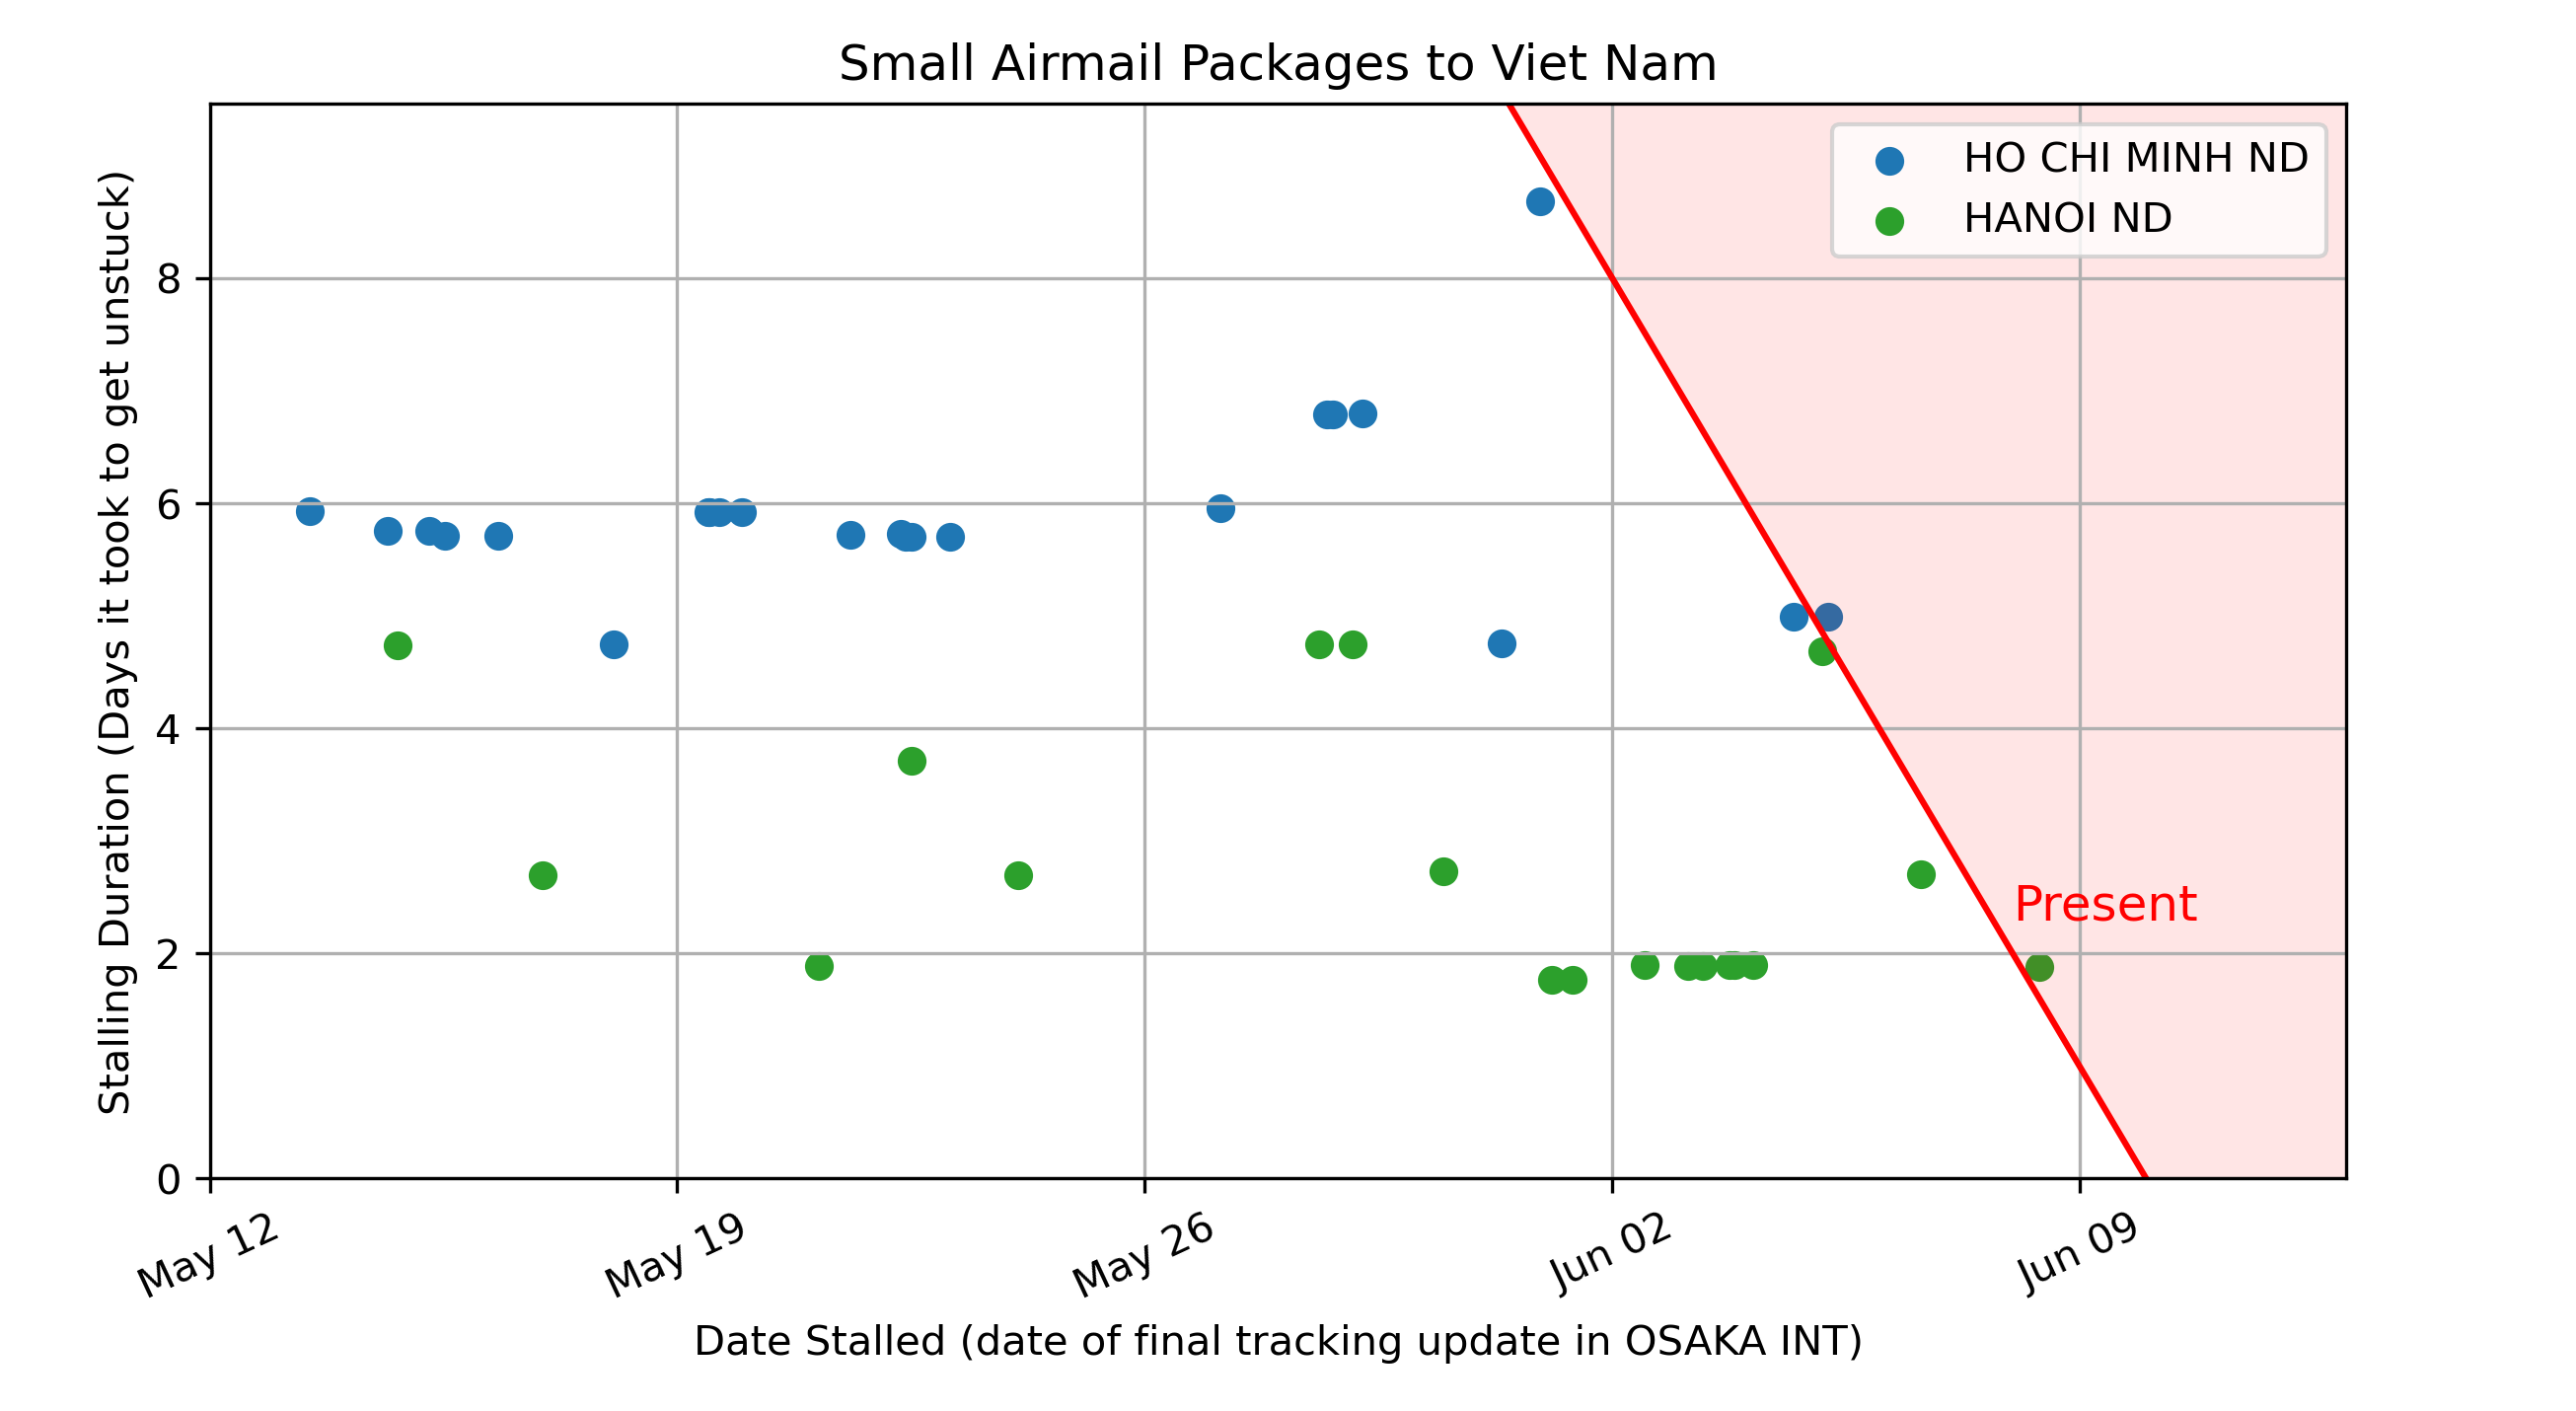 Small Airmail Packages to Viet Nam
HO CHI MINH ND
HANOI ND
Stalling Duration (Days it took to get unstuck)
8
6
4
2
0
Present
May 12
May 19
May 26
Jun 02
Jun 09
Date Stalled (date of final tracking update in OSAKA INT)